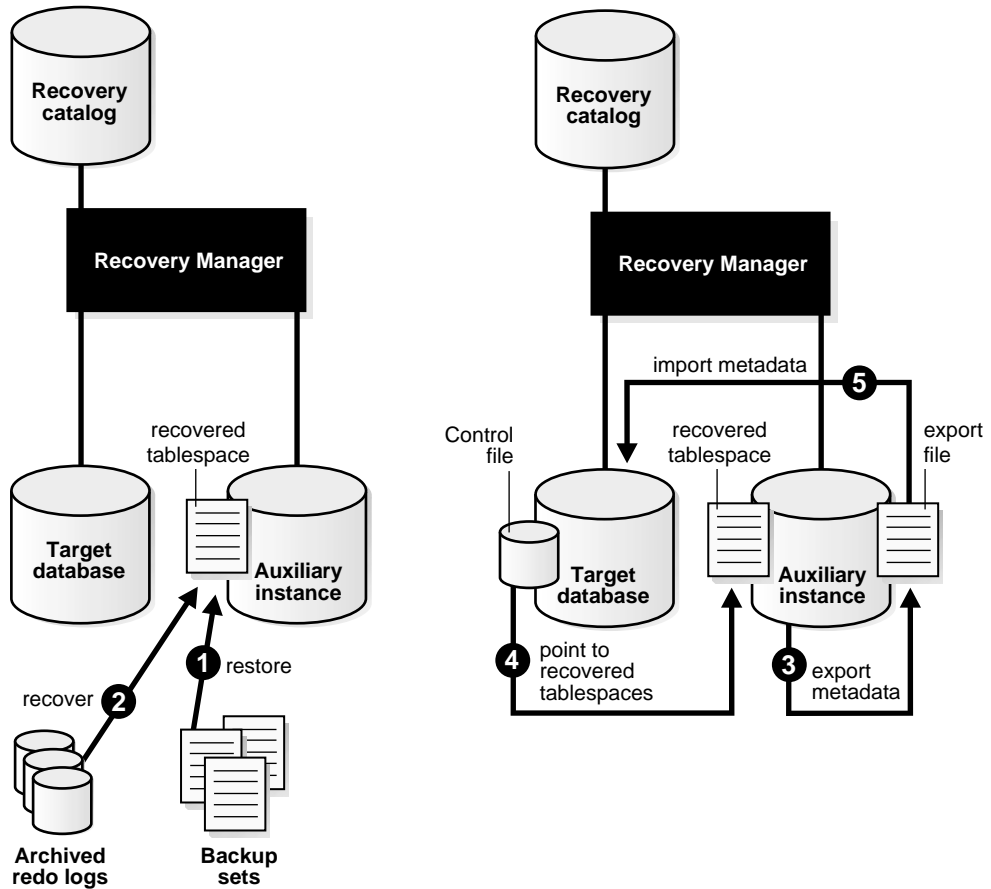 Recovery
catalog
Recovery Manager
recovered
tablespace
Target
database
Auxiliary
instance
1 restore
recover 2
Archived
redo logs
Backup
sets
Recovery
catalog
Recovery Manager
import metadata 5
Control
file
recovered
tablespace
export
file
Target
database
Auxiliary
instance
4 point to
recovered
tablespaces
3 export
metadata